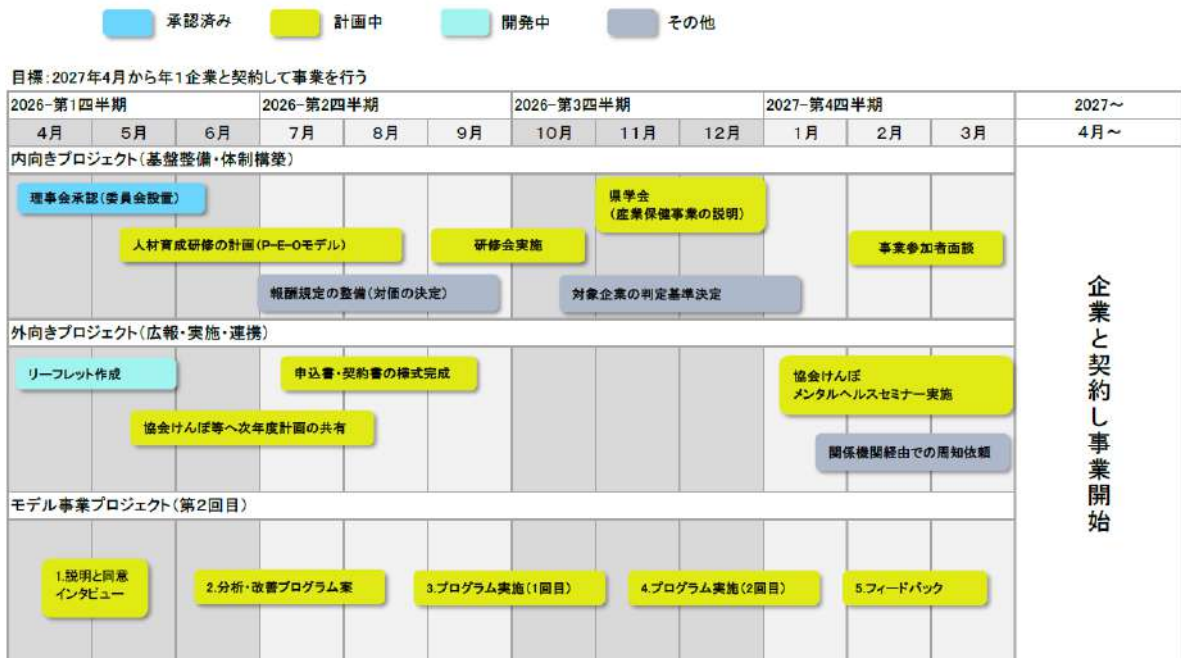 承認済み
計画中
開発中
その他
目標:2027年4月から年1企業と契約して事業を行う
2026-第1四半期
2026-第2四半期
2026-第3四半期
2027-第4四半期
2027～
4月
5月
6月
7月
8月
9月
10月
11月
12月
1月
2月
3月
4月～
内向きプロジェクト(基盤整備・体制構築)
理事会承認(委員会設置)
県学会
(産業保健事業の説明)
人材育成研修の計画(P-E-Oモデル)
研修会実施
事業参加者面談
報酬規定の整備(対価の決定)
対象企業の判定基準決定
外向きプロジェクト(広報・実施・連携)
リーフレット作成
申込書・契約書の様式完成
協会けんぽ
メンタルヘルスセミナー実施
協会けんぽ等へ次年度計画の共有
関係機関経由での周知依頼
モデル事業プロジェクト(第2回目)
1.説明と同意
インタビュー
2.分析・改善プログラム案
3.プログラム実施(1回目)
4.プログラム実施(2回目)
5.フィードバック
企業と契約し事業開始